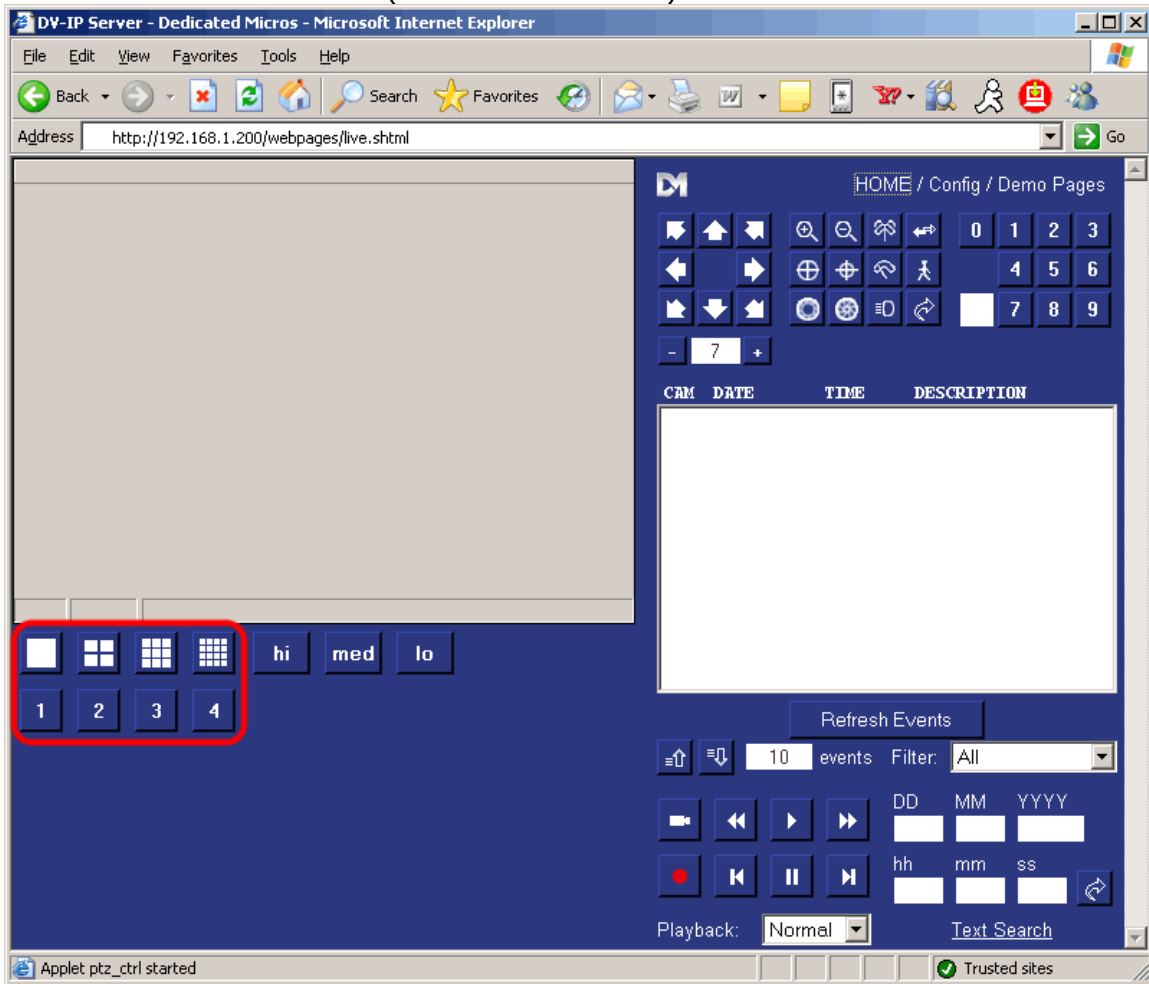 DV-IP Server - Dedicated Micros - Microsoft Internet Explorer
File Edit View Favorites Tools Help
Back Search Favorites
Address http://192.168.1.200/webpages/live.shtml Go
DM HOME / Config / Demo Pages
0 1 2 3
4 5 6
7 8 9
- 7 +
CAM DATE TIME DESCRIPTION
hi med lo
1 2 3 4
Refresh Events
10 events Filter: All
DD MM YYYY
hh mm ss
Playback: Normal Text Search
Applet ptz_ctrl started Trusted sites